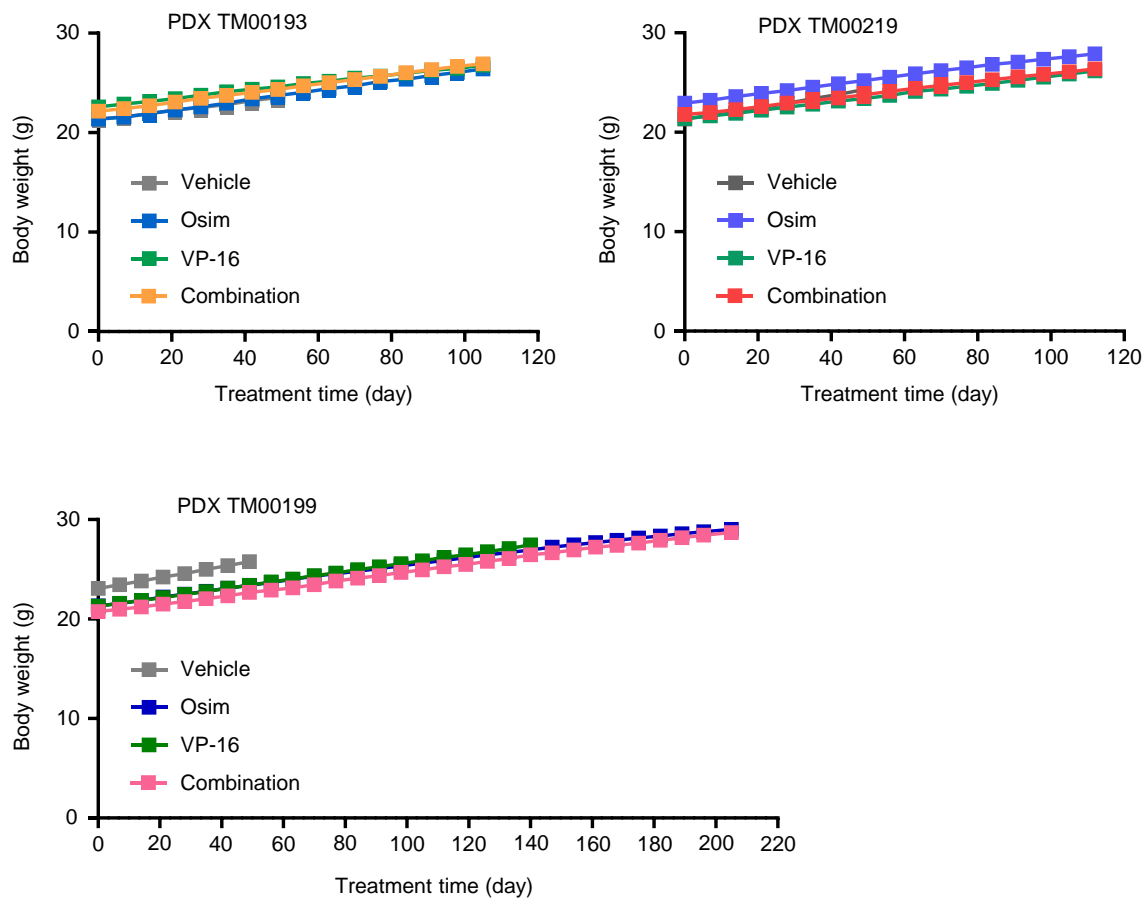 PDX TM00193
Body weight (g)
30
20
10
0
Vehicle
Osim
VP-16
Combination
0 20 40 60 80 100 120
Treatment time (day)
PDX TM00219
Body weight (g)
30
20
10
0
Vehicle
Osim
VP-16
Combination
0 20 40 60 80 100 120
Treatment time (day)
PDX TM00199
Body weight (g)
30
20
10
0
Vehicle
Osim
VP-16
Combination
0 20 40 60 80 100 120 140 160 180 200 220
Treatment time (day)